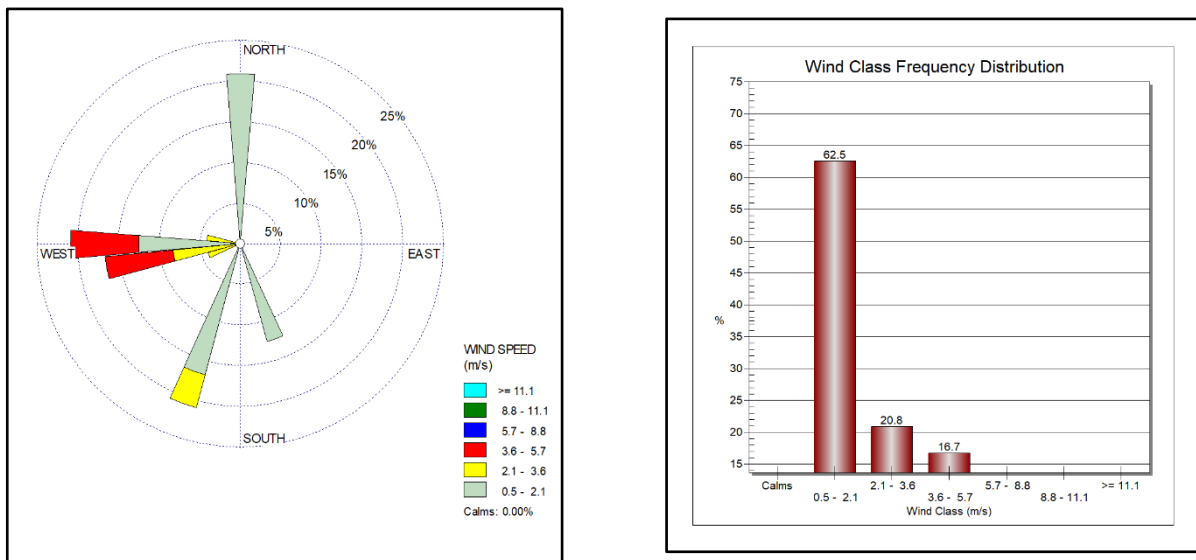 NORTH
25%
20%
15%
10%
5%
WEST
EAST
SOUTH
WIND SPEED
(m/s)
>= 11.1
8.8 - 11.1
5.7 - 8.8
3.6 - 5.7
2.1 - 3.6
0.5 - 2.1
Calms: 0.00%
Wind Class Frequency Distribution
75
70
65
60
55
50
45
40
%
35
30
25
20
15
62.5
20.8
16.7
Calms
0.5 - 2.1
2.1 - 3.6
3.6 - 5.7
5.7 - 8.8
8.8 - 11.1
>= 11.1
Wind Class (m/s)